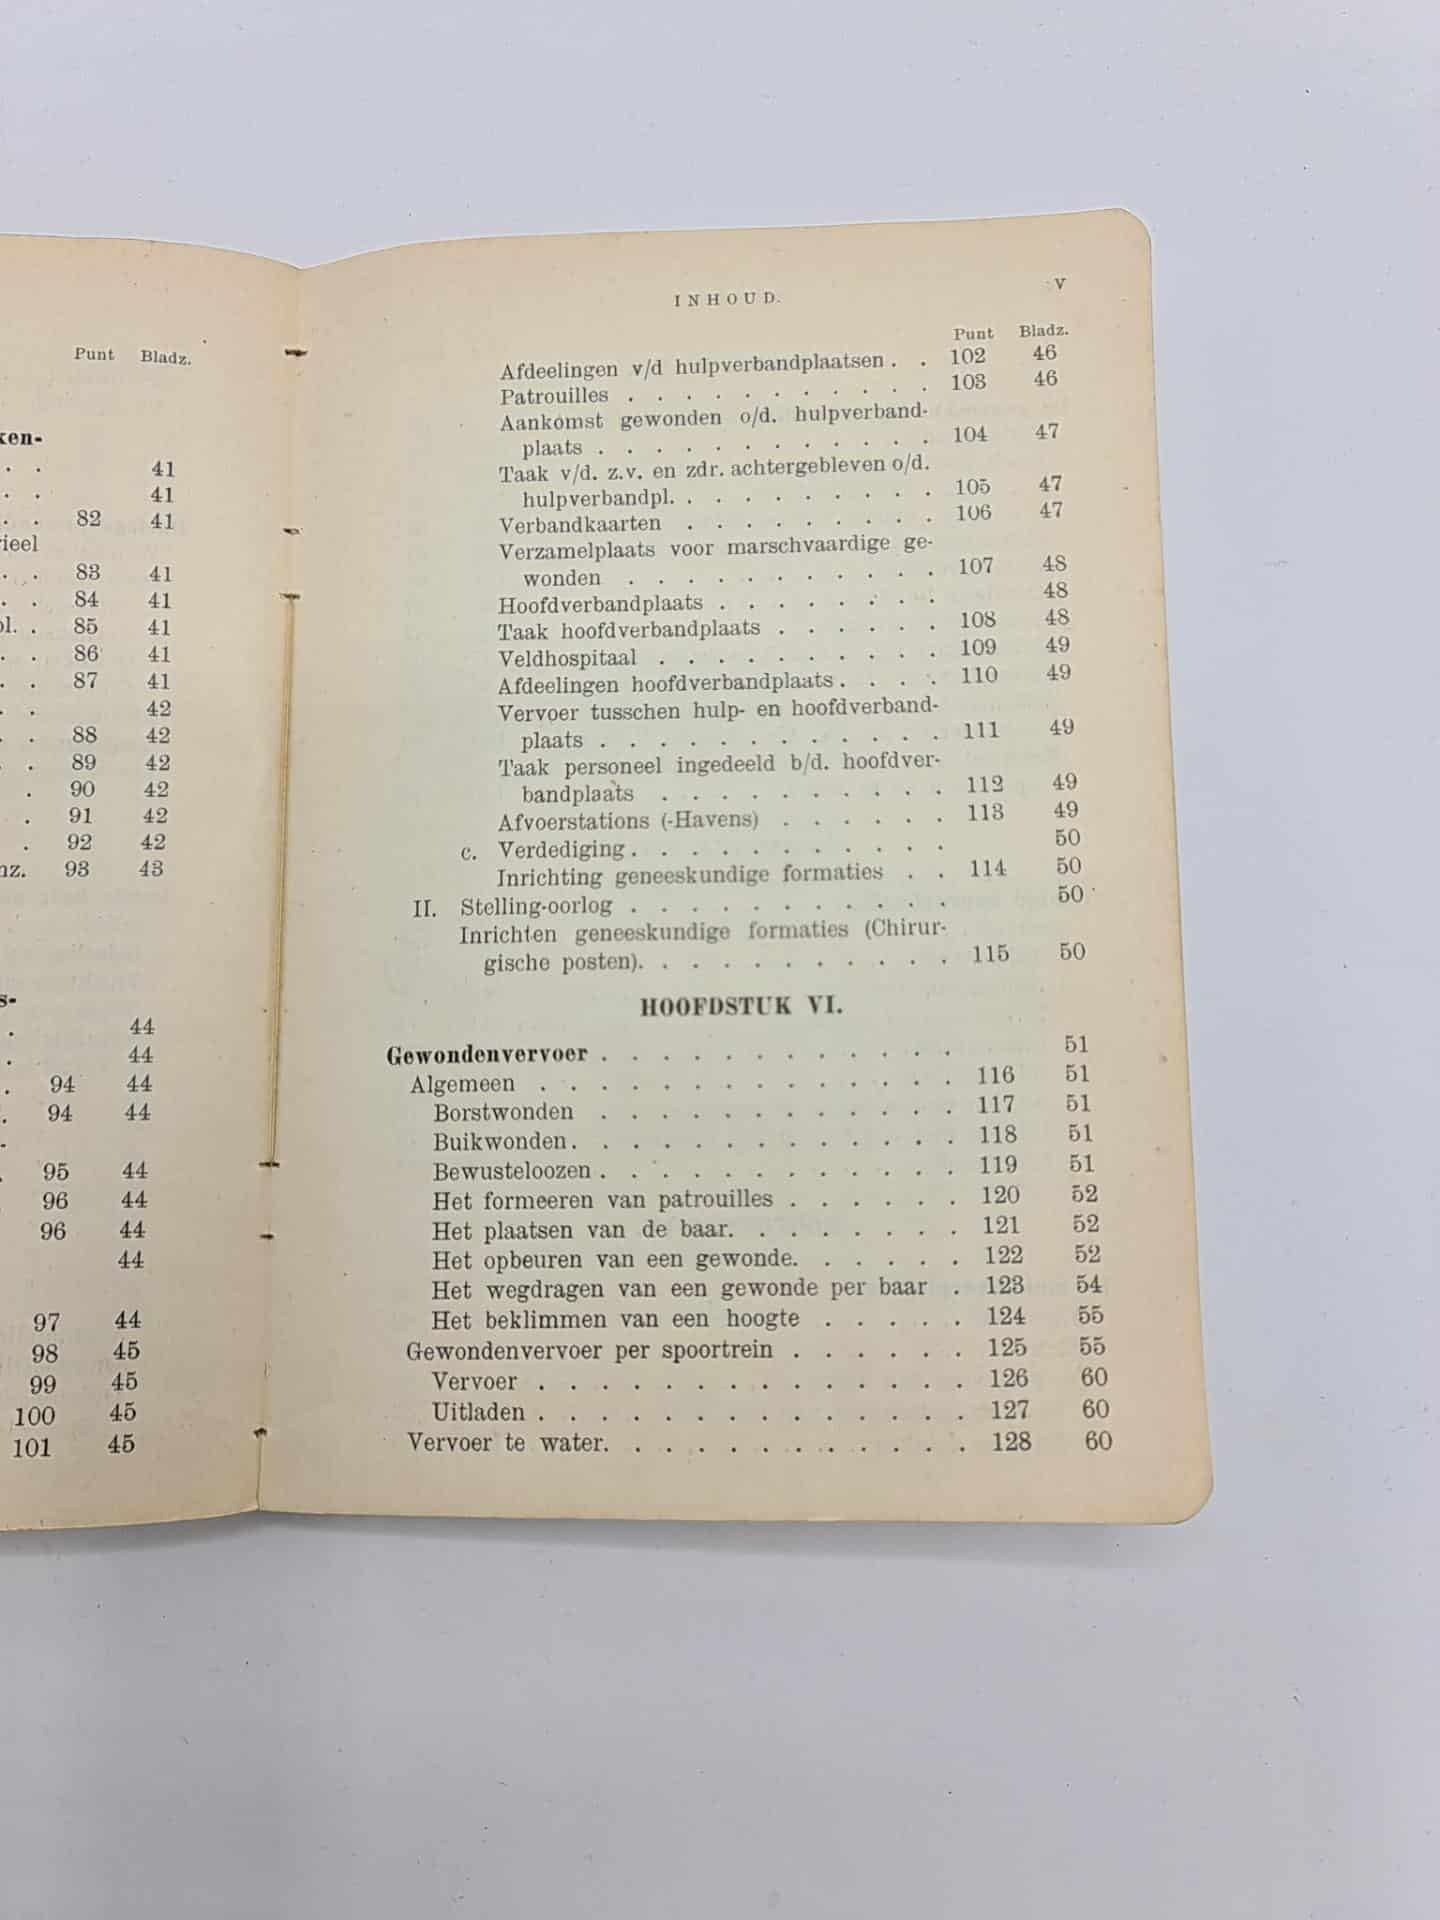 Punt Bladz.
ken-
. . 41
. . 41
. . . 82 41
rieel
. . . 83 41
. . . 84 41
ol. . 85 41
. . . 86 41
. . . 87 41
. . 42
. . 88 42
. . 89 42
. 90 42
. 91 42
. 92 42
nz. 93 43
s-
. 44
. 44
. 94 44
. 94 44
-
. 95 44
96 44
96 44
44
97 44
98 45
99 45
100 45
101 45
INHOUD. V
Punt Bladz.
Afdeelingen v/d hulpverbandplaatsen . . 102 46
Patrouilles . . . . . . . . . . 103 46
Aankomst gewonden o/d. hulpverband-
plaats . . . . . . . . . . . 104 47
Taak v/d. z.v. en zdr. achtergebleven o/d.
hulpverbandpl. . . . . . . . . . 105 47
Verbandkaarten . . . . . . . . . 106 47
Verzamelplaats voor marschvaardige ge-
wonden . . . . . . . . . . . 107 48
Hoofdverbandplaats . . . . . . . . 48
Taak hoofdverbandplaats . . . . . . 108 48
Veldhospitaal . . . . . . . . . . 109 49
Afdeelingen hoofdverbandplaats . . . . 110 49
Vervoer tusschen hulp- en hoofdverband-
plaats . . . . . . . . . . . . 111 49
Taak personeel ingedeeld b/d. hoofdver-
bandplaats . . . . . . . . . . 112 49
Afvoerstations (-Havens) . . . . . . 113 49
c. Verdediging . . . . . . . . . . . 50
Inrichting geneeskundige formaties . . 114 50
II. Stelling-oorlog . . . . . . . . . . . 50
Inrichten geneeskundige formaties (Chirur-
gische posten). . . . . . . . . . . 115 50
HOOFDSTUK VI.
Gewondenvervoer . . . . . . . . . . . . 51
Algemeen . . . . . . . . . . . . . . 116 51
Borstwonden . . . . . . . . . . . . 117 51
Buikwonden . . . . . . . . . . . . . 118 51
Bewusteloozen . . . . . . . . . . . . 119 51
Het formeeren van patrouilles . . . . . . 120 52
Het plaatsen van de baar. . . . . . . . 121 52
Het opbeuren van een gewonde. . . . . . 122 52
Het wegdragen van een gewonde per baar . 123 54
Het beklimmen van een hoogte . . . . . 124 55
Gewondenvervoer per spoortrein . . . . . . 125 55
Vervoer . . . . . . . . . . . . . . 126 60
Uitladen . . . . . . . . . . . . . . 127 60
Vervoer te water. . . . . . . . . . . . 128 60